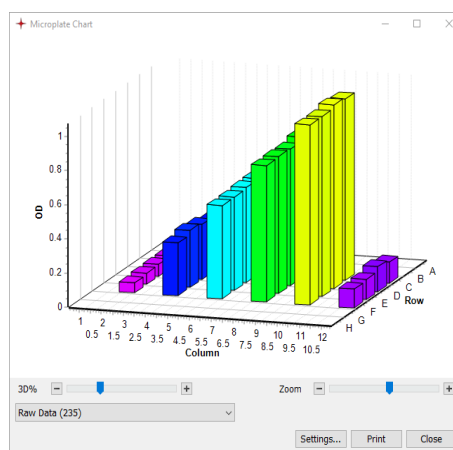 Microplate Chart
1
0.8
0.6
0.4
0.2
0
OD
1 2 3 4 5 6 7 8 9 10 11 12
0.5 1.5 2.5 3.5 4.5 5.5 6.5 7.5 8.5 9.5 10.5
Column
H G F E D C B A
Row
3D%
Zoom
Raw Data (235)
Settings... Print Close